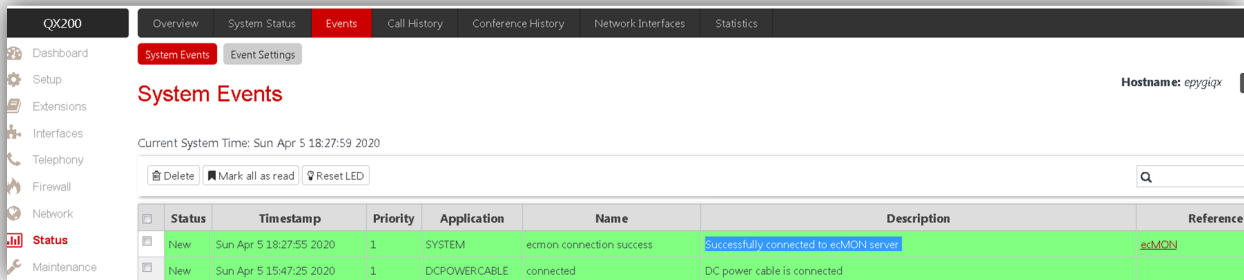 QX200 Overview System Status Events Call History Conference History Network Interfaces Statistics
Dashboard System Events Event Settings
Setup Hostname: epygiqx
System Events
Extensions
Interfaces
Current System Time: Sun Apr 5 18:27:59 2020
Telephony
Delete Mark all as read Reset LED
Firewall
Network Status Timestamp Priority Application Name Description Reference
Status New Sun Apr 5 18:27:55 2020 1 SYSTEM ecmon connection success Successfully connected to ecMON server. ecMON
Maintenance New Sun Apr 5 15:47:25 2020 1 DCPOWERCABLE connected DC power cable is connected